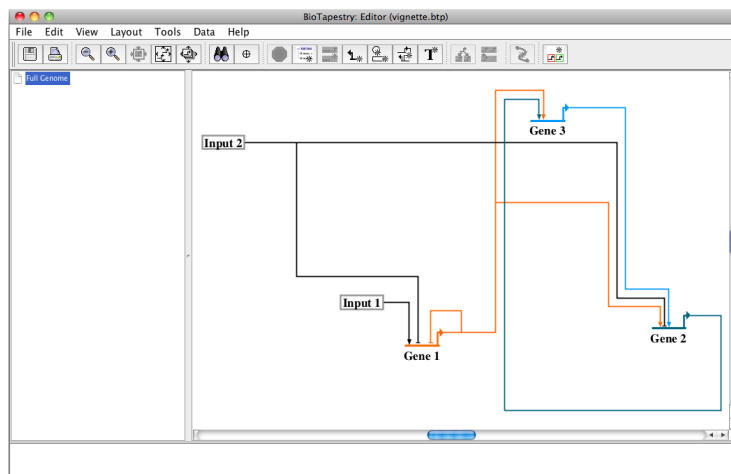 BioTapestry: Editor (vignette.btp)
File Edit View Layout Tools Data Help
T
Full Genome
Gene 3
Input 2
Input 1
Gene 2
Gene 1